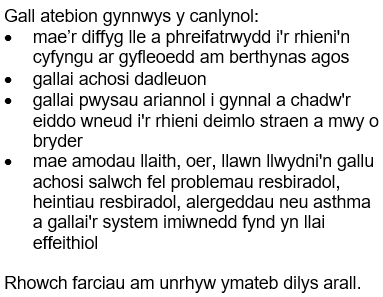 Gall atebion gynnwys y canlynol:
• mae'r diffyg lle a phreifatrwydd i'r rhieni'n
cyfyngu ar gyfleoedd am berthynas agos
• gallai achosi dadleuon
• gallai pwysau ariannol i gynnal a chadw'r
eiddo wneud i'r rhieni deimlo straen a mwy o
bryder
• mae amodau llaith, oer, llawn llwydni'n gallu
achosi salwch fel problemau resbiradol,
heintiau resbiradol, alergeddau neu asthma
a gallai'r system imiwnedd fynd yn llai
effeithiol
Rhowch farciau am unrhyw ymateb dilys arall.